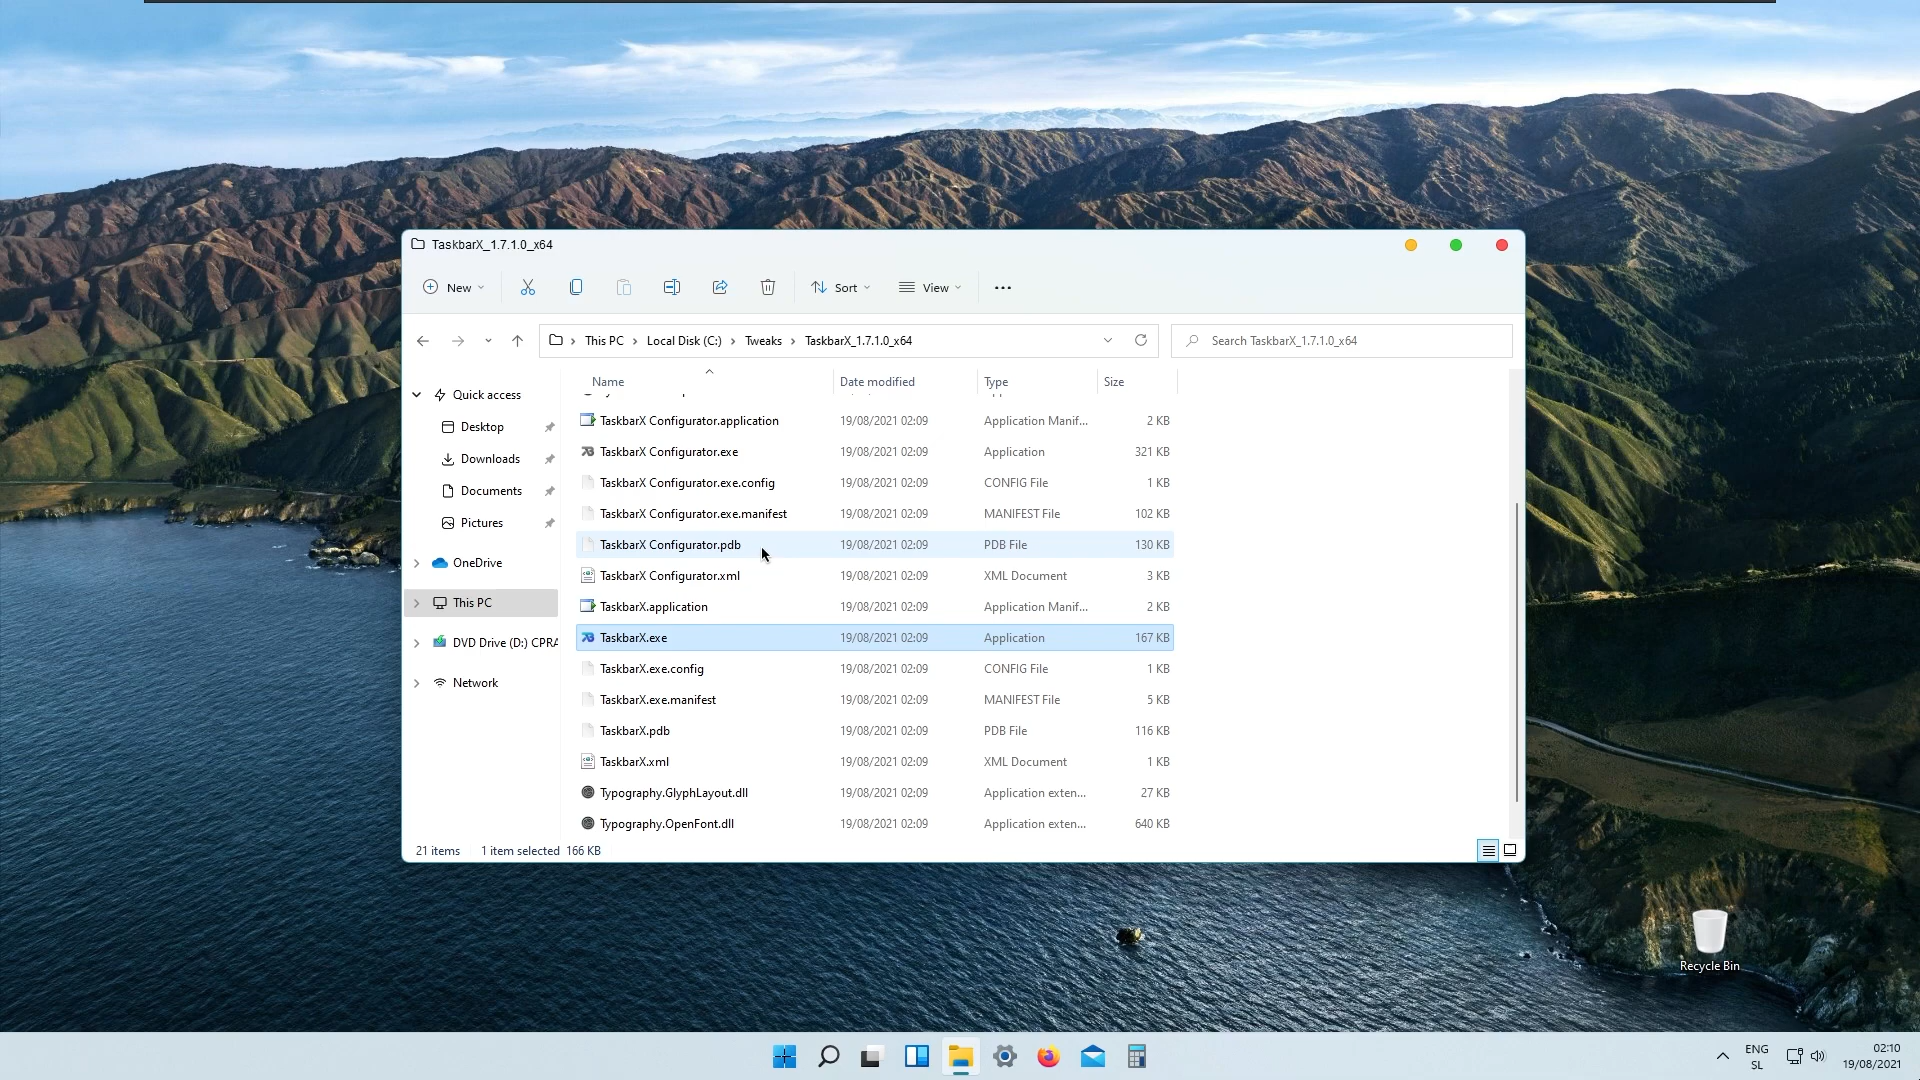 TaskbarX_1.7.1.0_x64
New
Sort
View
This PC
Local Disk (C:)
Tweaks
TaskbarX_1.7.1.0_x64
Search TaskbarX_1.7.1.0_x64
Quick access
Desktop
Downloads
Documents
Pictures
OneDrive
This PC
DVD Drive (D:) CPRA
Network
Name Date modified Type Size
TaskbarX Configurator.application 19/08/2021 02:09 Application Manif... 2 KB
TaskbarX Configurator.exe 19/08/2021 02:09 Application 321 KB
TaskbarX Configurator.exe.config 19/08/2021 02:09 CONFIG File 1 KB
TaskbarX Configurator.exe.manifest 19/08/2021 02:09 MANIFEST File 102 KB
TaskbarX Configurator.pdb 19/08/2021 02:09 PDB File 130 KB
TaskbarX Configurator.xml 19/08/2021 02:09 XML Document 3 KB
TaskbarX.application 19/08/2021 02:09 Application Manif... 2 KB
TaskbarX.exe 19/08/2021 02:09 Application 167 KB
TaskbarX.exe.config 19/08/2021 02:09 CONFIG File 1 KB
TaskbarX.exe.manifest 19/08/2021 02:09 MANIFEST File 5 KB
TaskbarX.pdb 19/08/2021 02:09 PDB File 116 KB
TaskbarX.xml 19/08/2021 02:09 XML Document 1 KB
Typography.GlyphLayout.dll 19/08/2021 02:09 Application exten... 27 KB
Typography.OpenFont.dll 19/08/2021 02:09 Application exten... 640 KB
21 items 1 item selected 166 KB
Recycle Bin
ENG
SL
02:10
19/08/2021